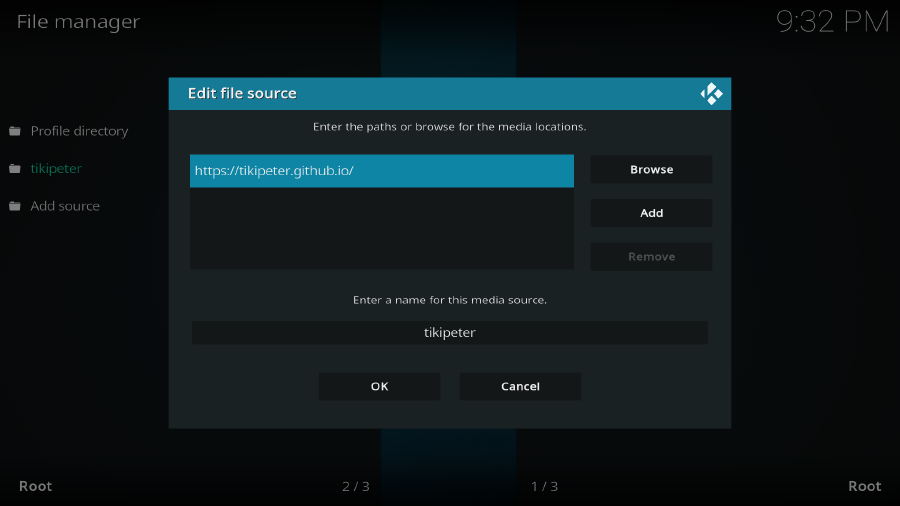 File manager
9:32 PM
Edit file source
Enter the paths or browse for the media locations.
Profile directory
tikipeter
Add source
https://tikipeter.github.io/
Browse
Add
Remove
Enter a name for this media source.
tikipeter
OK
Cancel
Root
2 / 3
1 / 3
Root